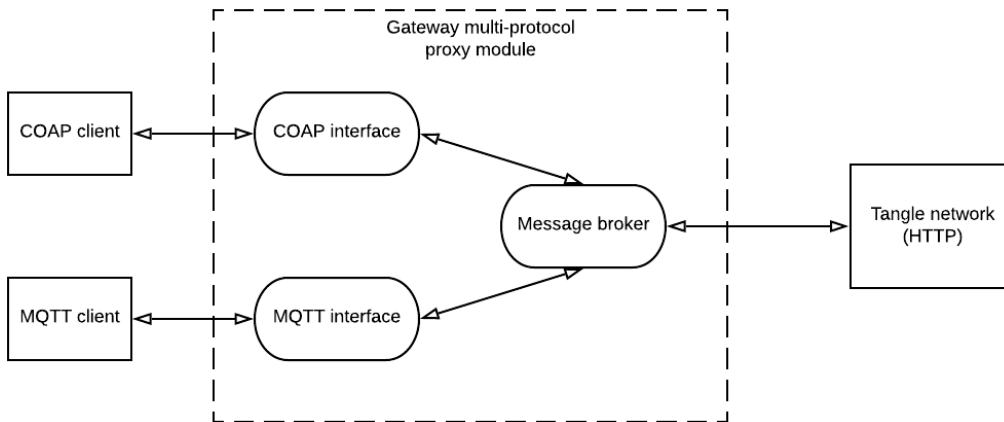 Gateway multi-protocol
proxy module
COAP client
COAP interface
Message broker
Tangle network
(HTTP)
MQTT client
MQTT interface